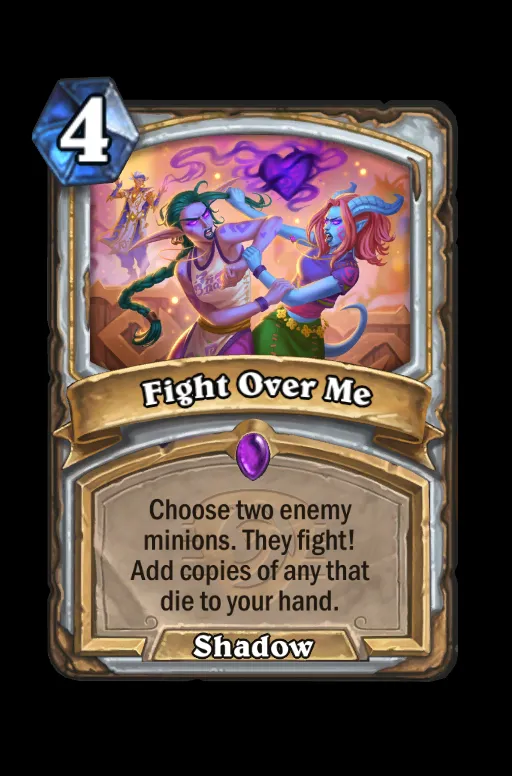 4
Fight Over Me
Choose two enemy
minions. They fight!
Add copies of any that
die to your hand.
Shadow